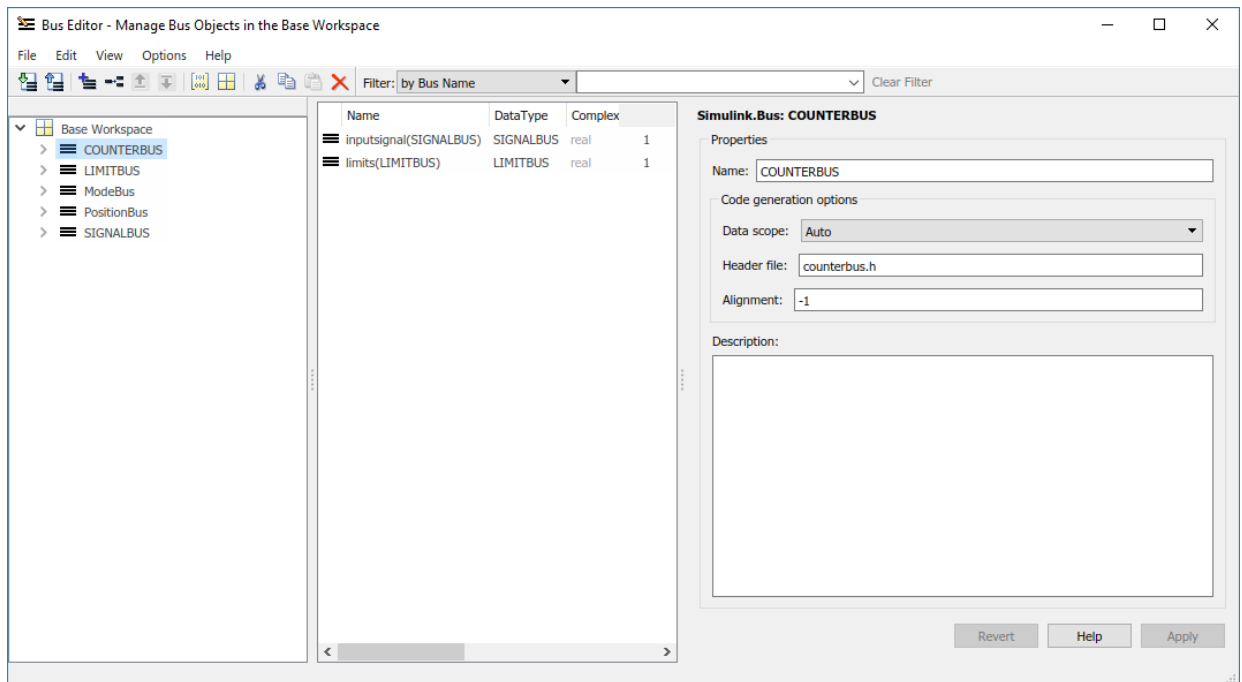 Bus Editor - Manage Bus Objects in the Base Workspace
File Edit View Options Help
Filter: by Bus Name Clear Filter
Base Workspace
COUNTERBUS
LIMITBUS
ModeBus
PositionBus
SIGNALBUS
Name DataType Complex
inputsignal(SIGNALBUS) SIGNALBUS real 1
limits(LIMITBUS) LIMITBUS real 1
Simulink.Bus: COUNTERBUS
Properties
Name: COUNTERBUS
Code generation options
Data scope: Auto
Header file: counterbus.h
Alignment: -1
Description:
Revert Help Apply